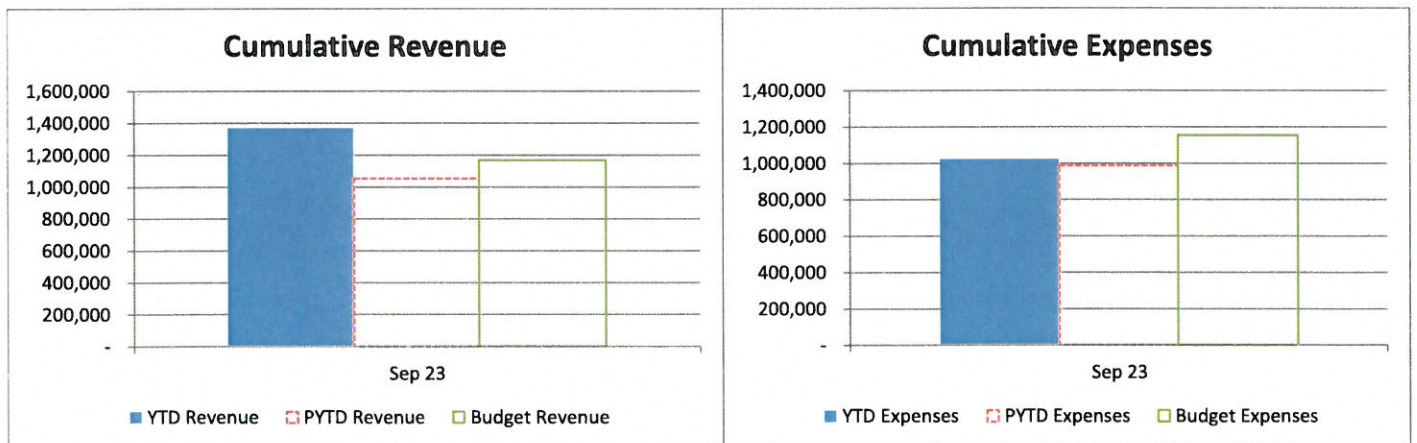 Cumulative Revenue
1,600,000
1,400,000
1,200,000
1,000,000
800,000
600,000
400,000
200,000
-
Sep 23
YTD Revenue PYTD Revenue Budget Revenue
Cumulative Expenses
1,400,000
1,200,000
1,000,000
800,000
600,000
400,000
200,000
-
Sep 23
YTD Expenses PYTD Expenses Budget Expenses